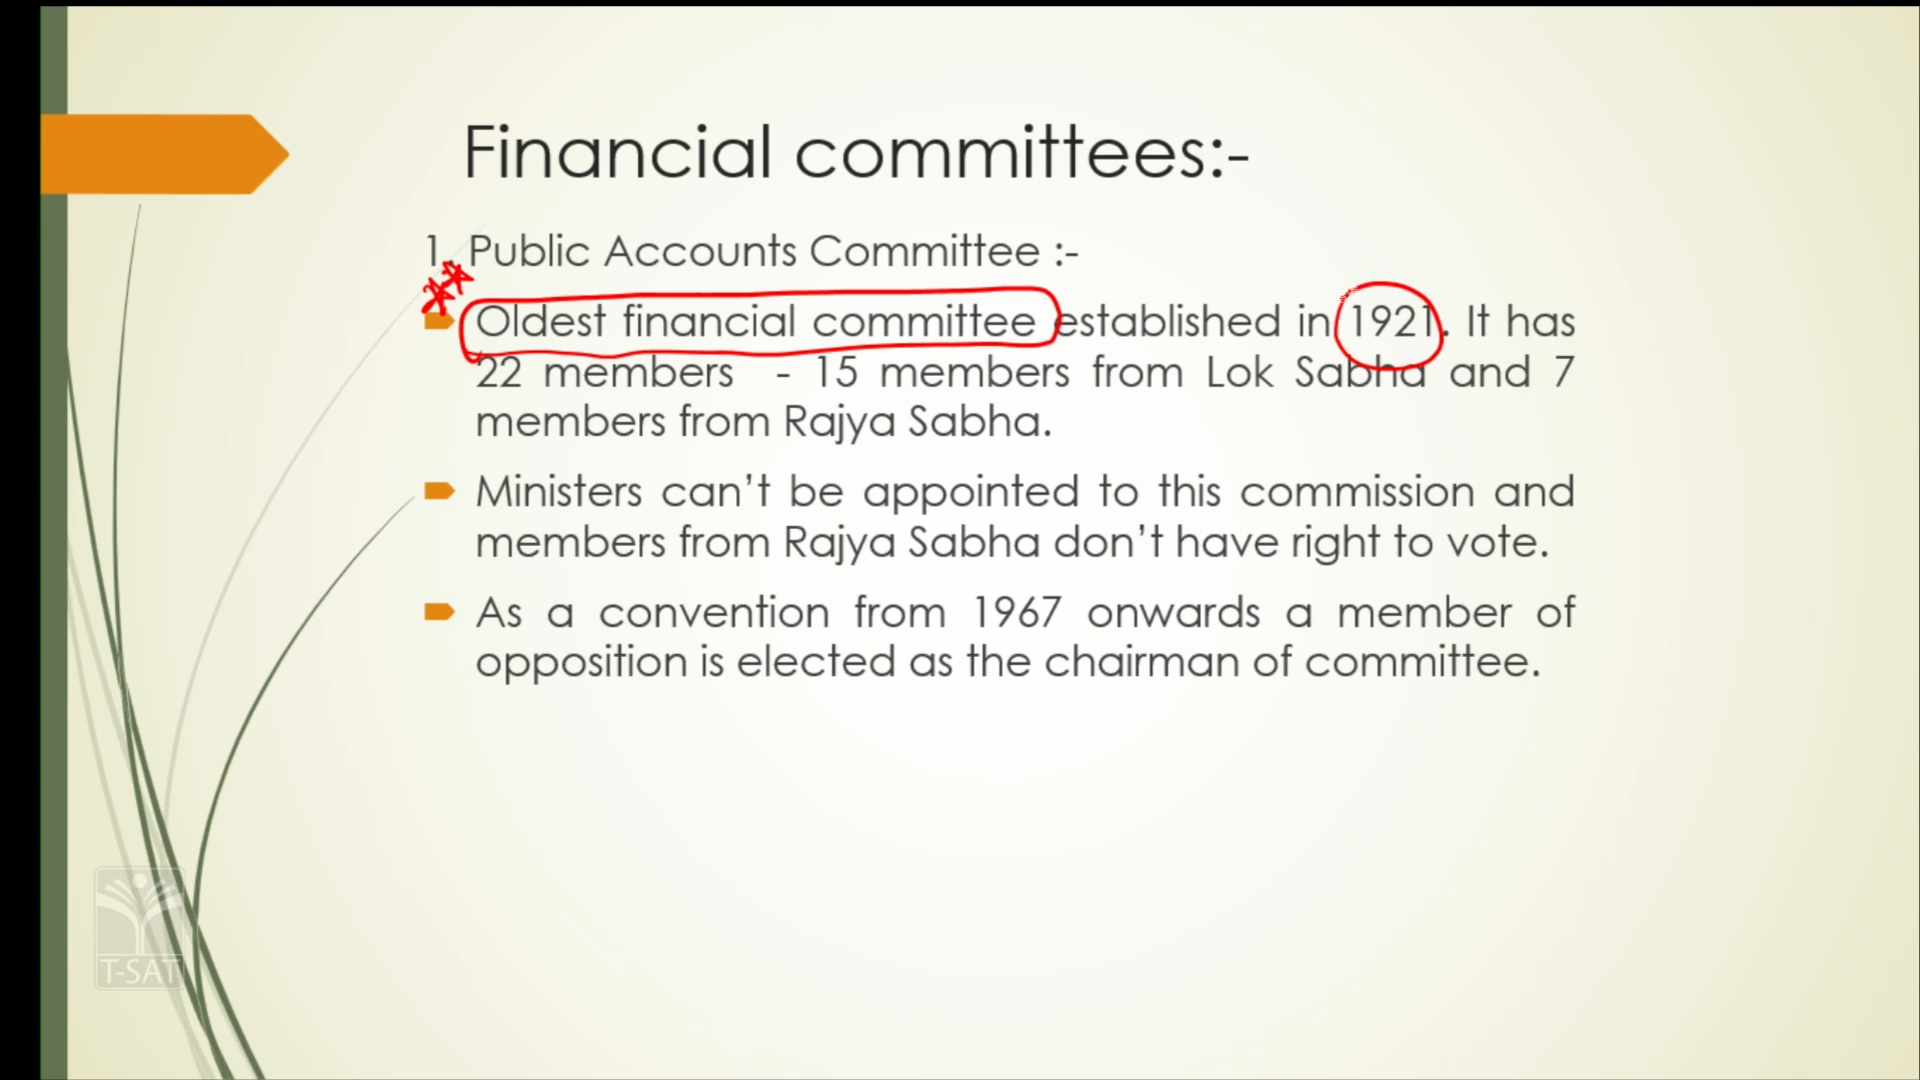 Financial committees:-
1. Public Accounts Committee :-
Oldest financial committee established in 1921. It has
22 members - 15 members from Lok Sabha and 7
members from Rajya Sabha.
Ministers can't be appointed to this commission and
members from Rajya Sabha don't have right to vote.
As a convention from 1967 onwards a member of
opposition is elected as the chairman of committee.
T-SAT